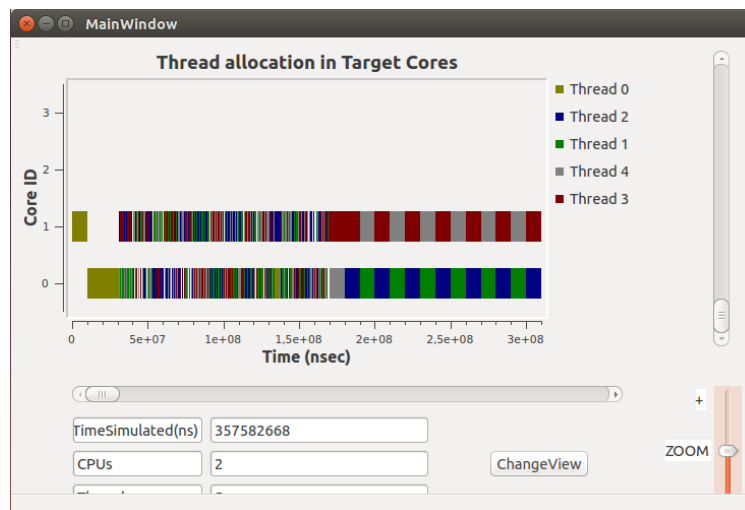 MainWindow
Thread allocation in Target Cores
Thread 0
Thread 2
Thread 1
Thread 4
Thread 3
Core ID
3
2
1
0
0 5e+07 1e+08 1,5e+08 2e+08 2,5e+08 3e+08
Time (nsec)
+
TimeSimulated(ns) 357582668
ZOOM
CPUs 2 ChangeView